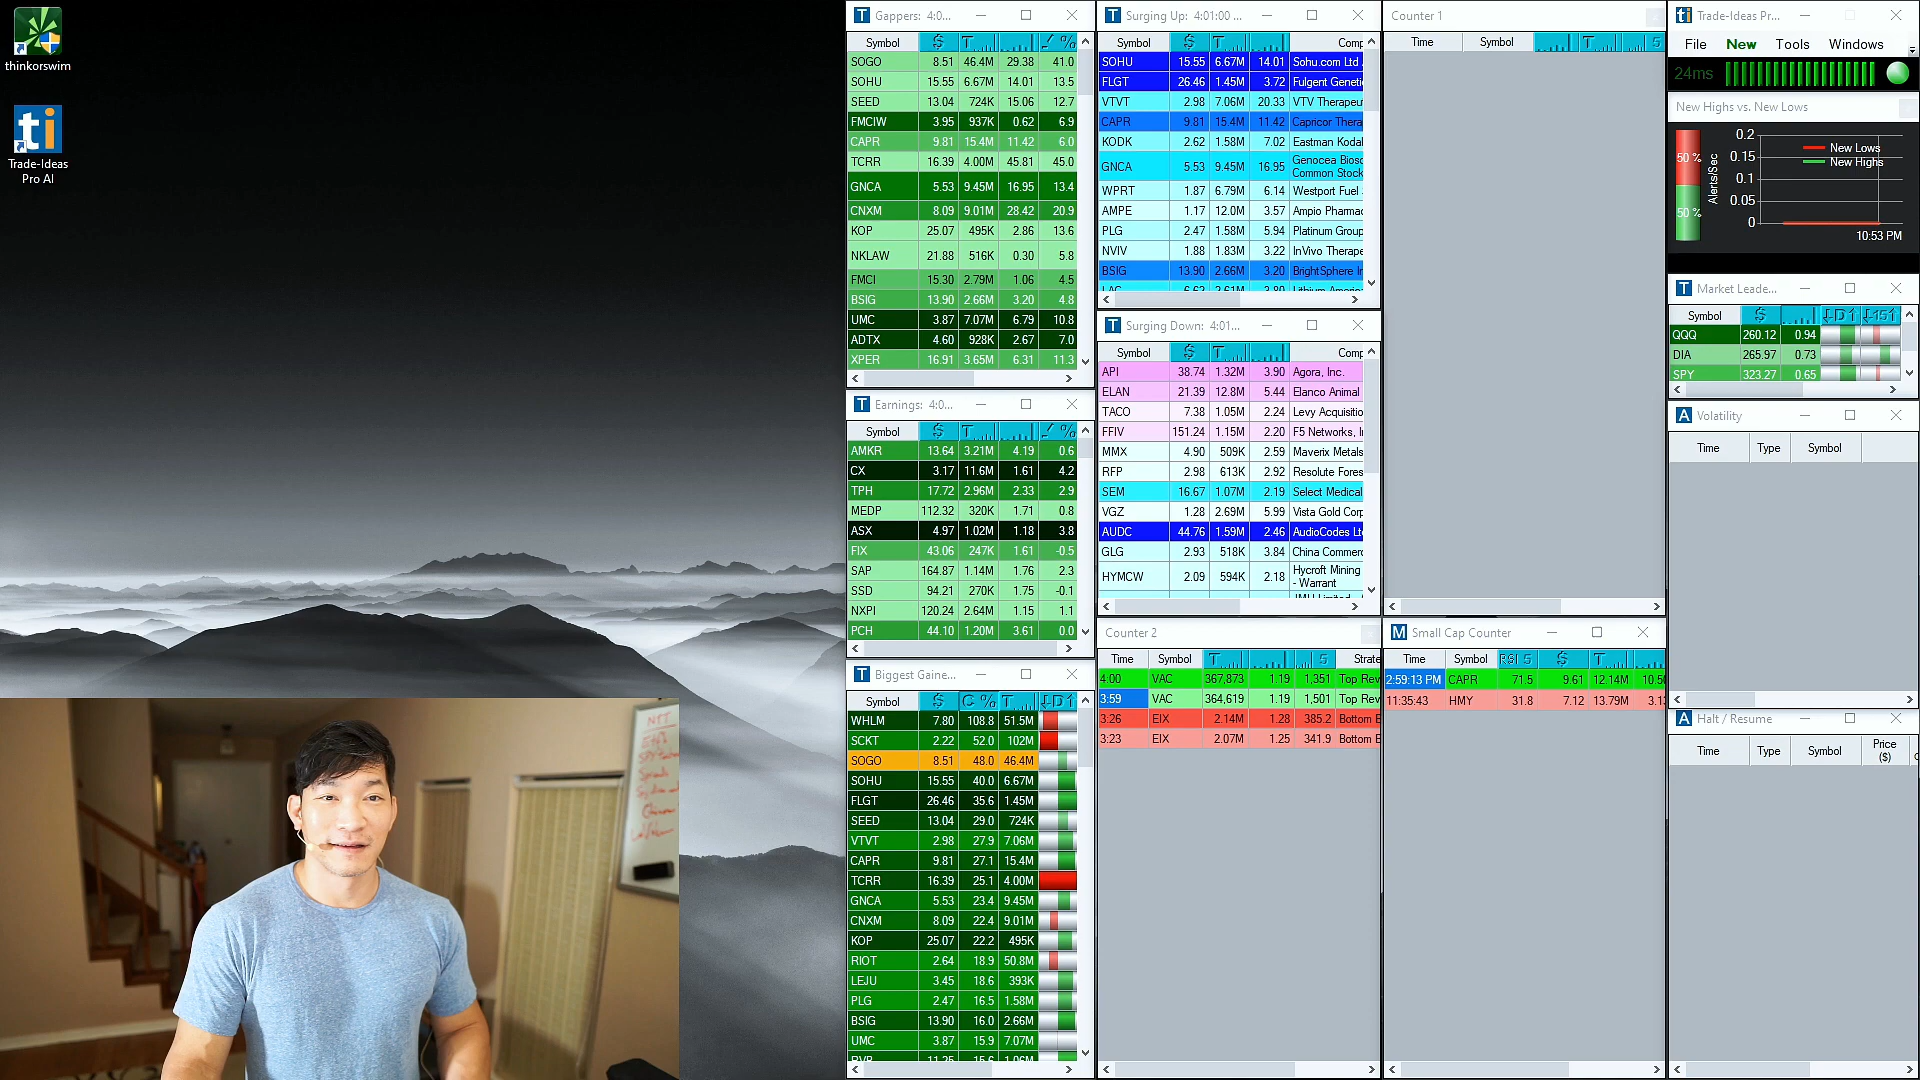 thinkorswim
Trade-Ideas
Pro AI
Gappers: 4:0...
Symbol $ T %
SOGO 8.51 46.4M 29.38 41.0
SOHU 15.55 6.67M 14.01 13.5
SEED 13.04 724K 15.06 12.7
FMCIW 3.95 937K 0.62 6.9
CAPR 9.81 15.4M 11.42 6.0
TCRR 16.39 4.00M 45.81 45.0
GNCA 5.53 9.45M 16.95 13.4
CNXM 8.09 9.01M 28.42 20.9
KOP 25.07 495K 2.86 13.6
NKLAW 21.88 516K 0.30 5.8
FMCI 15.30 2.79M 1.06 4.5
BSIG 13.90 2.66M 3.20 4.8
UMC 3.87 7.07M 6.79 10.8
ADTX 4.60 928K 2.67 7.0
XPER 16.91 3.65M 6.31 11.3
Earnings: 4:0...
Symbol $ T %
AMKR 13.64 3.21M 4.19 0.6
CX 3.17 11.6M 1.61 4.2
TPH 17.72 2.96M 2.33 2.9
MEDP 112.32 320K 1.71 0.8
ASX 4.97 1.02M 1.18 3.8
FIX 43.06 247K 1.61 -0.5
SAP 164.87 1.14M 1.76 2.3
SSD 94.21 270K 1.75 -0.1
NXPI 120.24 2.64M 1.15 1.1
PCH 44.10 1.20M 3.61 0.0
Biggest Gaine...
Symbol $ C % T D
WHLM 7.80 108.8 51.5M
SCKT 2.22 52.0 102M
SOGO 8.51 48.0 46.4M
SOHU 15.55 40.0 6.67M
FLGT 26.46 35.6 1.45M
SEED 13.04 29.0 724K
VTVT 2.98 27.9 7.06M
CAPR 9.81 27.1 15.4M
TCRR 16.39 25.1 4.00M
GNCA 5.53 23.4 9.45M
CNXM 8.09 22.4 9.01M
KOP 25.07 22.2 495K
RIOT 2.64 18.9 50.8M
LEJU 3.45 18.6 393K
PLG 2.47 16.5 1.58M
BSIG 13.90 16.0 2.66M
UMC 3.87 15.9 7.07M
Surging Up: 4:01:00 ...
Symbol $ T Comp
SOHU 15.55 6.67M 14.01 Sohu.com Ltd
FLGT 26.46 1.45M 3.72 Fulgent Geneti
VTVT 2.98 7.06M 20.33 VTV Therapeu
CAPR 9.81 15.4M 11.42 Capricor Thera
KODK 2.62 1.58M 7.02 Eastman Kodal
GNCA 5.53 9.45M 16.95 Genocea Biosc
Common Stock
WPRT 1.87 6.79M 6.14 Westport Fuel
AMPE 1.17 12.0M 3.57 Ampio Pharmac
PLG 2.47 1.58M 5.94 Platinum Group
NVIV 1.88 1.83M 3.22 InVivo Therape
BSIG 13.90 2.66M 3.20 BrightSphere I
Surging Down: 4:01...
Symbol $ T Comp
API 38.74 1.32M 3.90 Agora, Inc.
ELAN 21.39 12.8M 5.44 Elanco Animal
TACO 7.38 1.05M 2.24 Levy Acquisitio
FFIV 151.24 1.15M 2.20 F5 Networks, I
MMX 4.90 509K 2.59 Maverix Metals
RFP 2.98 613K 2.92 Resolute Fores
SEM 16.67 1.07M 2.19 Select Medical
VGZ 1.28 2.69M 5.99 Vista Gold Corp
AUDC 44.76 1.59M 2.46 AudioCodes Lt
GLG 2.93 518K 3.84 China Commerc
HYMCW 2.09 594K 2.18 Hycroft Mining
- Warrant
Counter 2
Time Symbol T 5 Strate
4:00 VAC 367,873 1.19 1,351 Top Rev
3:59 VAC 364,619 1.19 1,501 Top Rev
3:26 EIX 2.14M 1.28 385.2 Bottom E
3:23 EIX 2.07M 1.25 341.9 Bottom E
Counter 1
Time Symbol T 5
Small Cap Counter
Time Symbol RSI 5 $ T
2:59:13 PM CAPR 71.5 9.61 12.14M 10.50
11:35:43 HMY 31.8 7.12 13.79M 3.1
Trade-Ideas Pr...
File New Tools Windows
24ms
New Highs vs. New Lows
50 %
50 %
Alerts/Sec
0.2
0.15
0.1
0.05
0
New Lows
New Highs
10:53 PM
Market Leade...
Symbol $ D 15
QQQ 260.12 0.94
DIA 265.97 0.73
SPY 323.27 0.65
Volatility
Time Type Symbol
Halt / Resume
Time Type Symbol Price
($)